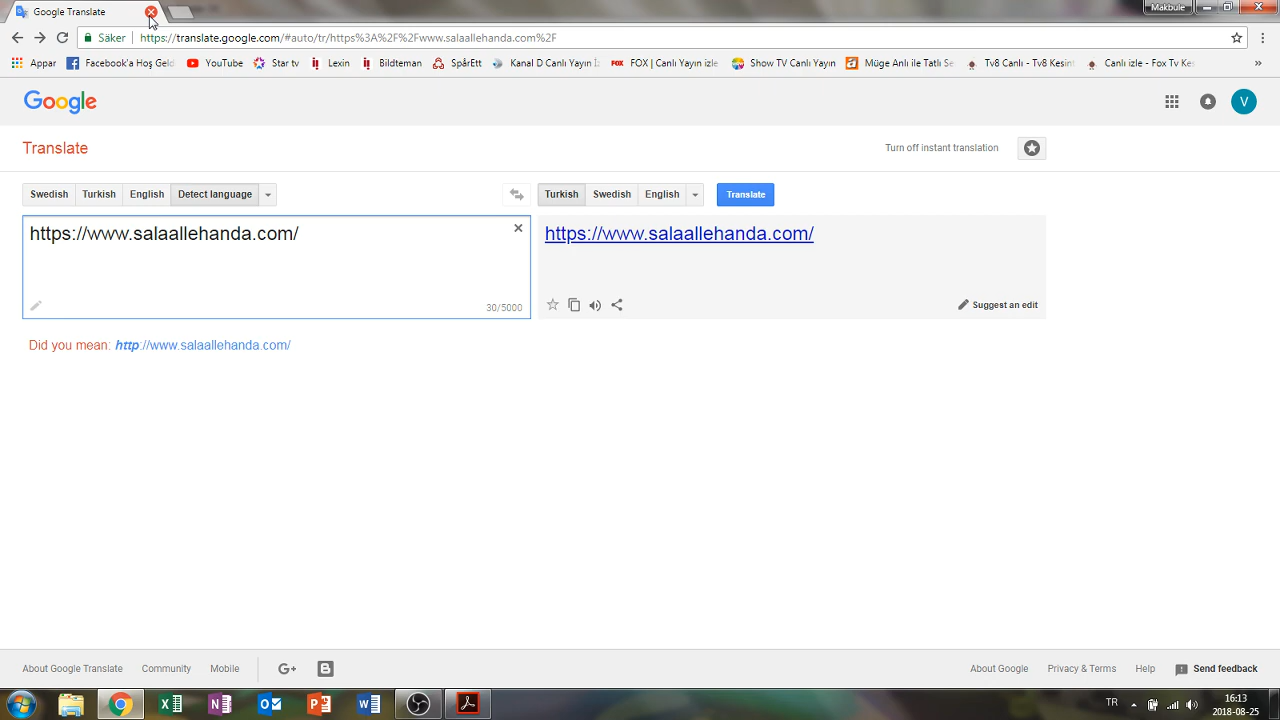 Google Translate
Makbule
Säker
https://translate.google.com/#auto/tr/https%3A%2F%2Fwww.salaallehanda.com%2F
Appar
Facebook'a Hoş Geld
YouTube
Star tv
Lexin
Bildteman
SpårEtt
Kanal D Canlı Yayın İz
FOX | Canlı Yayın izle
Show TV Canlı Yayın
Müge Anlı ile Tatlı Se
Tv8 Canlı - Tv8 Kesint
Canlı izle - Fox Tv Kes
Google
V
Translate
Turn off instant translation
Swedish
Turkish
English
Detect language
Turkish
Swedish
English
Translate
https://www.salaallehanda.com/
https://www.salaallehanda.com/
30/5000
Suggest an edit
Did you mean: http://www.salaallehanda.com/
About Google Translate
Community
Mobile
G+
About Google
Privacy & Terms
Help
Send feedback
TR
16:13
2018-08-25